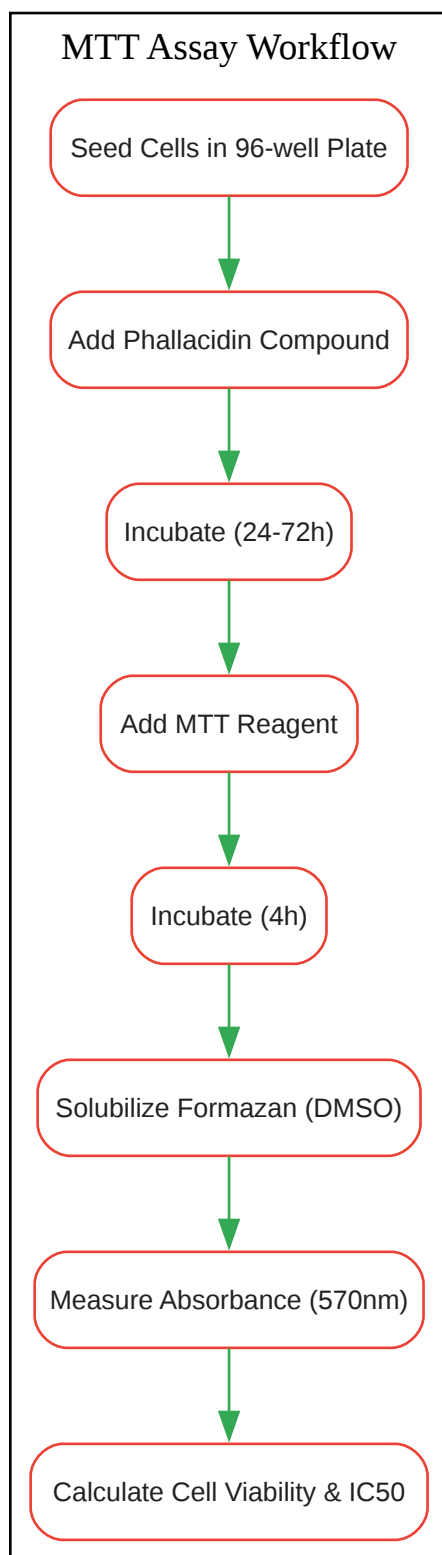 MTT Assay Workflow
Seed Cells in 96-well Plate
Add Phallacidin Compound
Incubate (24-72h)
Add MTT Reagent
Incubate (4h)
Solubilize Formazan (DMSO)
Measure Absorbance (570nm)
Calculate Cell Viability & IC50